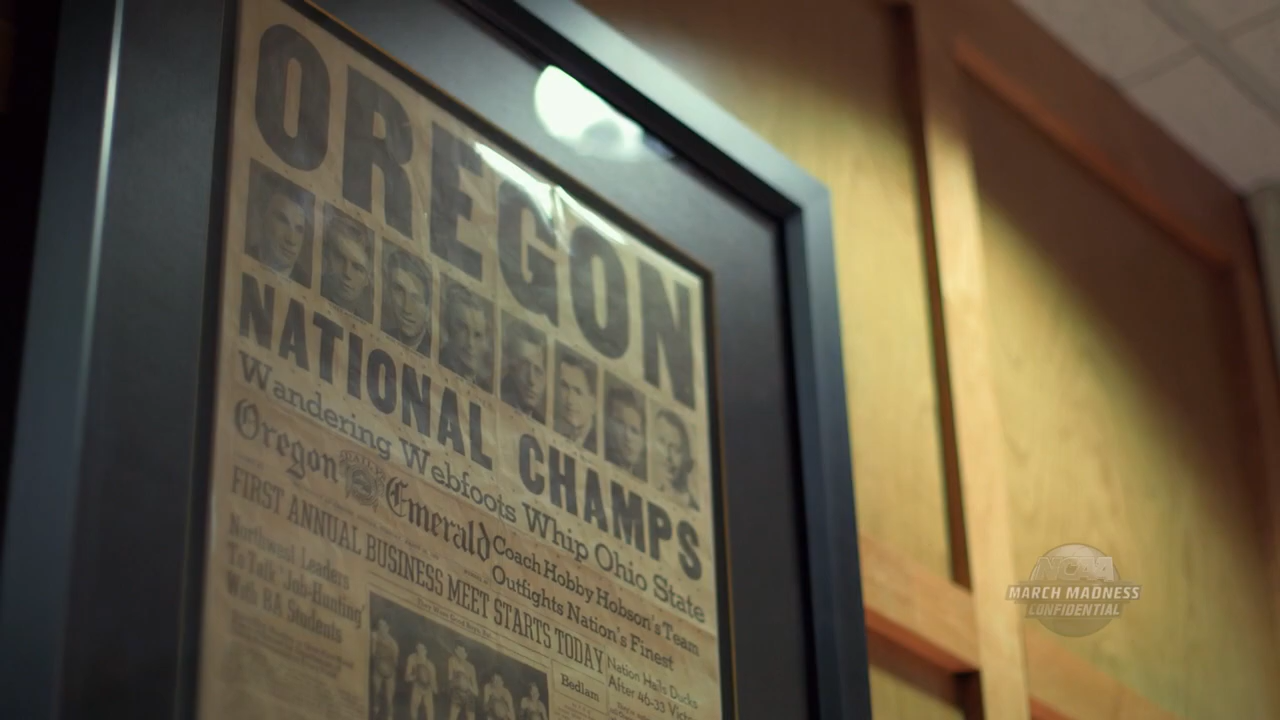 OREGON
NATIONAL CHAMPS
Wandering Webfoots Whip Ohio State
Oregon Emerald
Coach Hobby Hobson's Team
Outfights Nation's Finest
FIRST ANNUAL BUSINESS MEET STARTS TODAY
Northwest Leaders
To Talk 'Job-Hunting'
With BA Students
Nation Hails Ducks
After 46-33
Bedlam
NCAA
MARCH MADNESS
CONFIDENTIAL